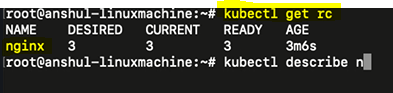 root@anshul-linuxmachine:~# kubectl get rc
NAME DESIRED CURRENT READY AGE
nginx 3 3 3 3m6s
root@anshul-linuxmachine:~# kubectl describe n